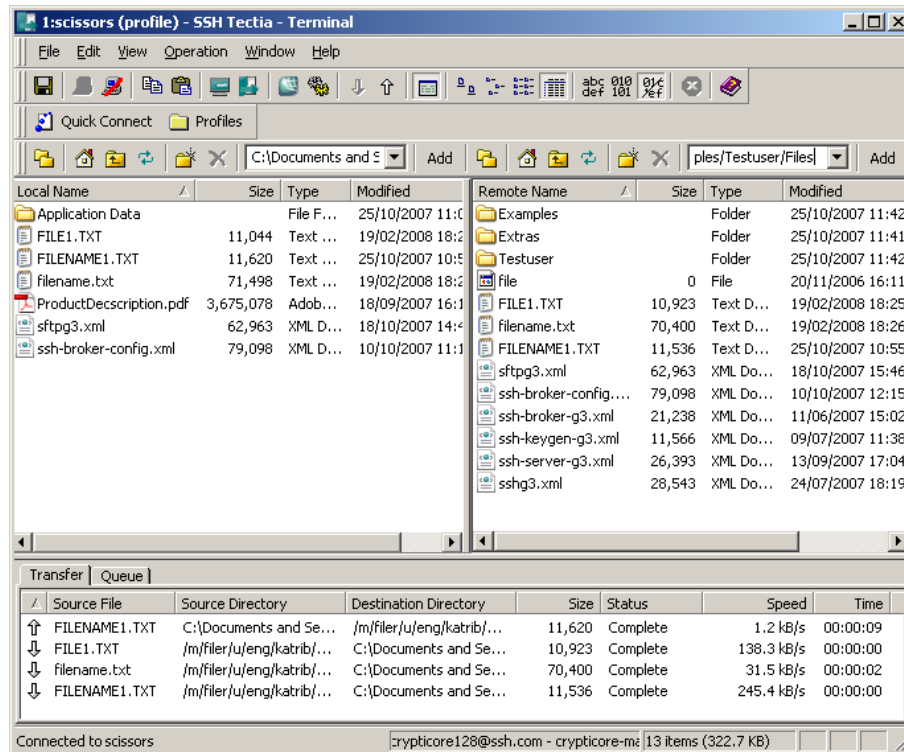 1:scissors (profile) - SSH Tectia - Terminal
File Edit View Operation Window Help
abc def 010 101
Quick Connect Profiles
C:\Documents and S Add ples/Testuser/Files Add
Local Name Size Type Modified
Application Data File F... 25/10/2007 11:0
FILE1.TXT 11,044 Text ... 19/02/2008 18:2
FILENAME1.TXT 11,620 Text ... 25/10/2007 10:5
filename.txt 71,498 Text ... 19/02/2008 18:2
ProductDecscription.pdf 3,675,078 Adob... 18/09/2007 16:1
sftpg3.xml 62,963 XML D... 18/10/2007 14:4
ssh-broker-config.xml 79,098 XML D... 10/10/2007 11:1
Remote Name Size Type Modified
Examples Folder 25/10/2007 11:42
Extras Folder 25/10/2007 11:41
Testuser Folder 25/10/2007 11:42
file 0 File 20/11/2006 16:11
FILE1.TXT 10,923 Text D... 19/02/2008 18:25
filename.txt 70,400 Text D... 19/02/2008 18:26
FILENAME1.TXT 11,536 Text D... 25/10/2007 10:55
sftpg3.xml 62,963 XML Do... 18/10/2007 15:46
ssh-broker-config.... 79,098 XML Do... 10/10/2007 12:15
ssh-broker-g3.xml 21,238 XML Do... 11/06/2007 15:02
ssh-keygen-g3.xml 11,566 XML Do... 09/07/2007 11:38
ssh-server-g3.xml 26,393 XML Do... 13/09/2007 17:04
sshg3.xml 28,543 XML Do... 24/07/2007 18:19
Transfer Queue
Source File Source Directory Destination Directory Size Status Speed Time
FILENAME1.TXT C:\Documents and Se... /m/filer/u/eng/katrib/... 11,620 Complete 1.2 kB/s 00:00:09
FILE1.TXT /m/filer/u/eng/katrib/... C:\Documents and Se... 10,923 Complete 138.3 kB/s 00:00:00
filename.txt /m/filer/u/eng/katrib/... C:\Documents and Se... 70,400 Complete 31.5 kB/s 00:00:02
FILENAME1.TXT /m/filer/u/eng/katrib/... C:\Documents and Se... 11,536 Complete 245.4 kB/s 00:00:00
Connected to scissors crypticore128@ssh.com - crypticore-ma 13 items (322.7 KB)